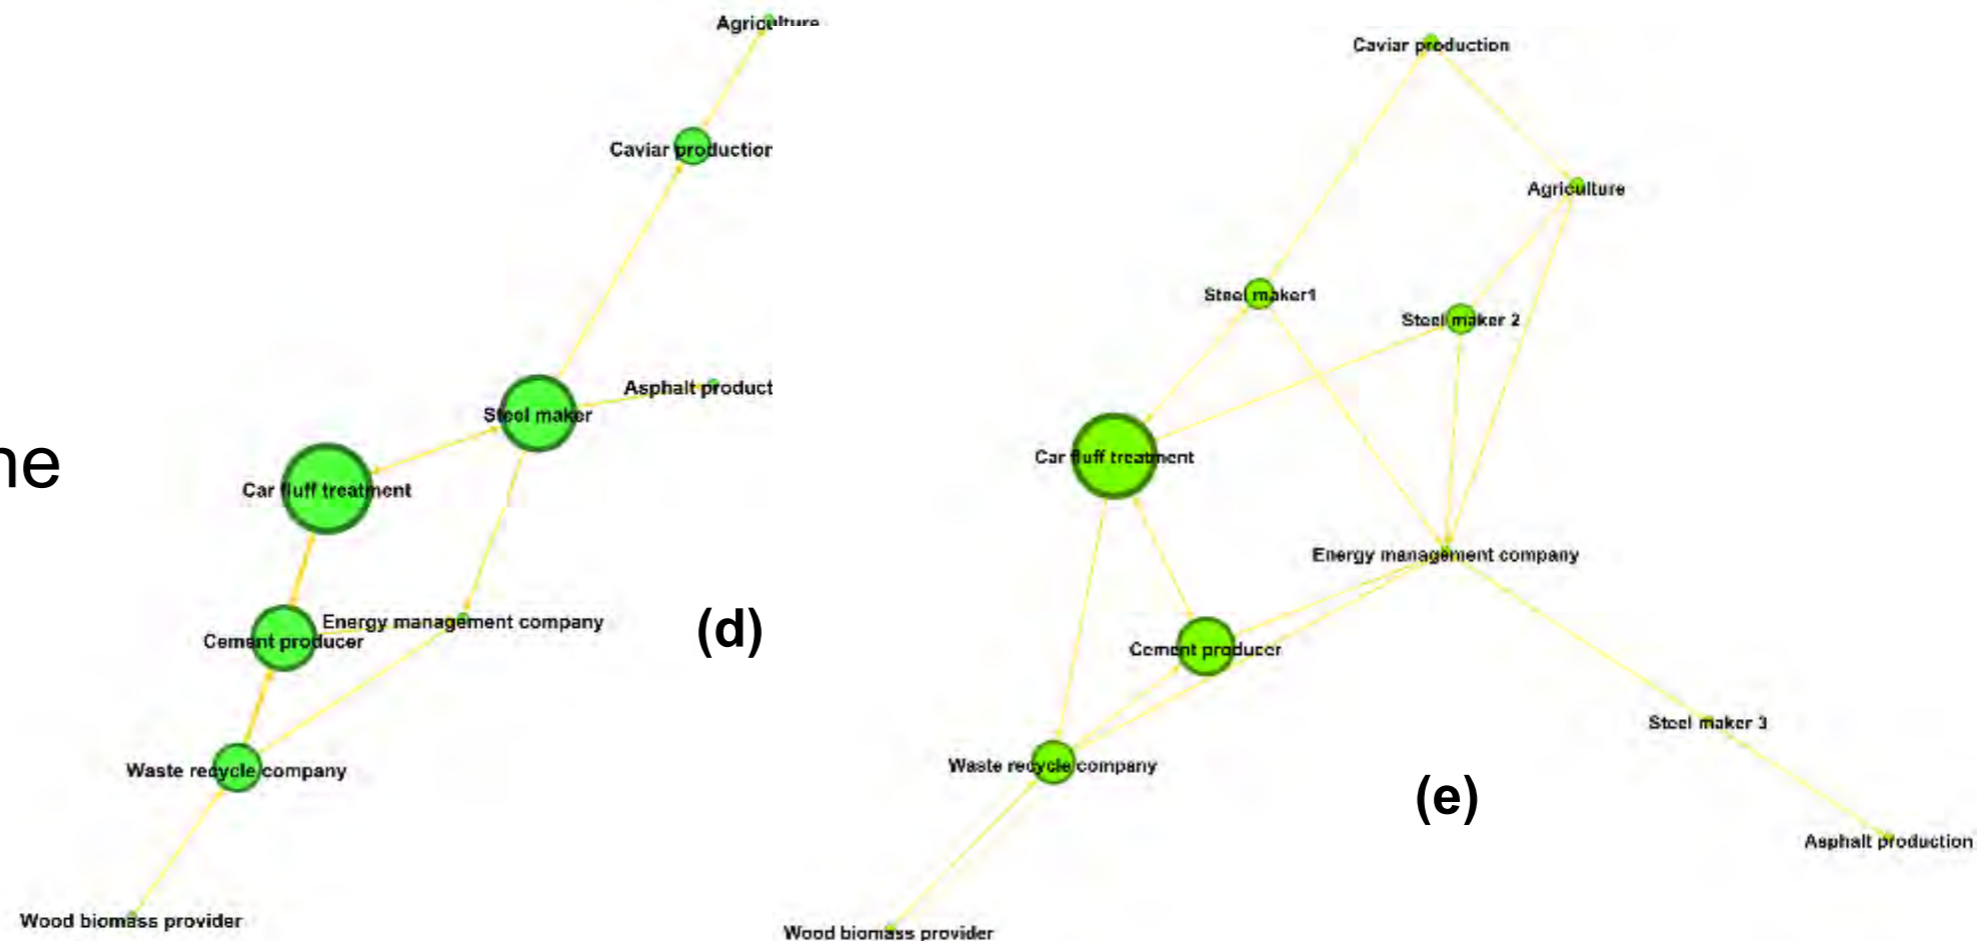 Agriculture
Caviar production
Asphalt product
Steel maker
Car fluff treatment
Energy management company
Cement producer
Waste recycle company
Wood biomass provider
(d)
ne
Caviar production
Agriculture
Steel maker1
Steel maker 2
Car fluff treatment
Energy management company
Cement producer
Steel maker 3
Waste recycle company
(e)
Asphalt production
Wood biomass provider